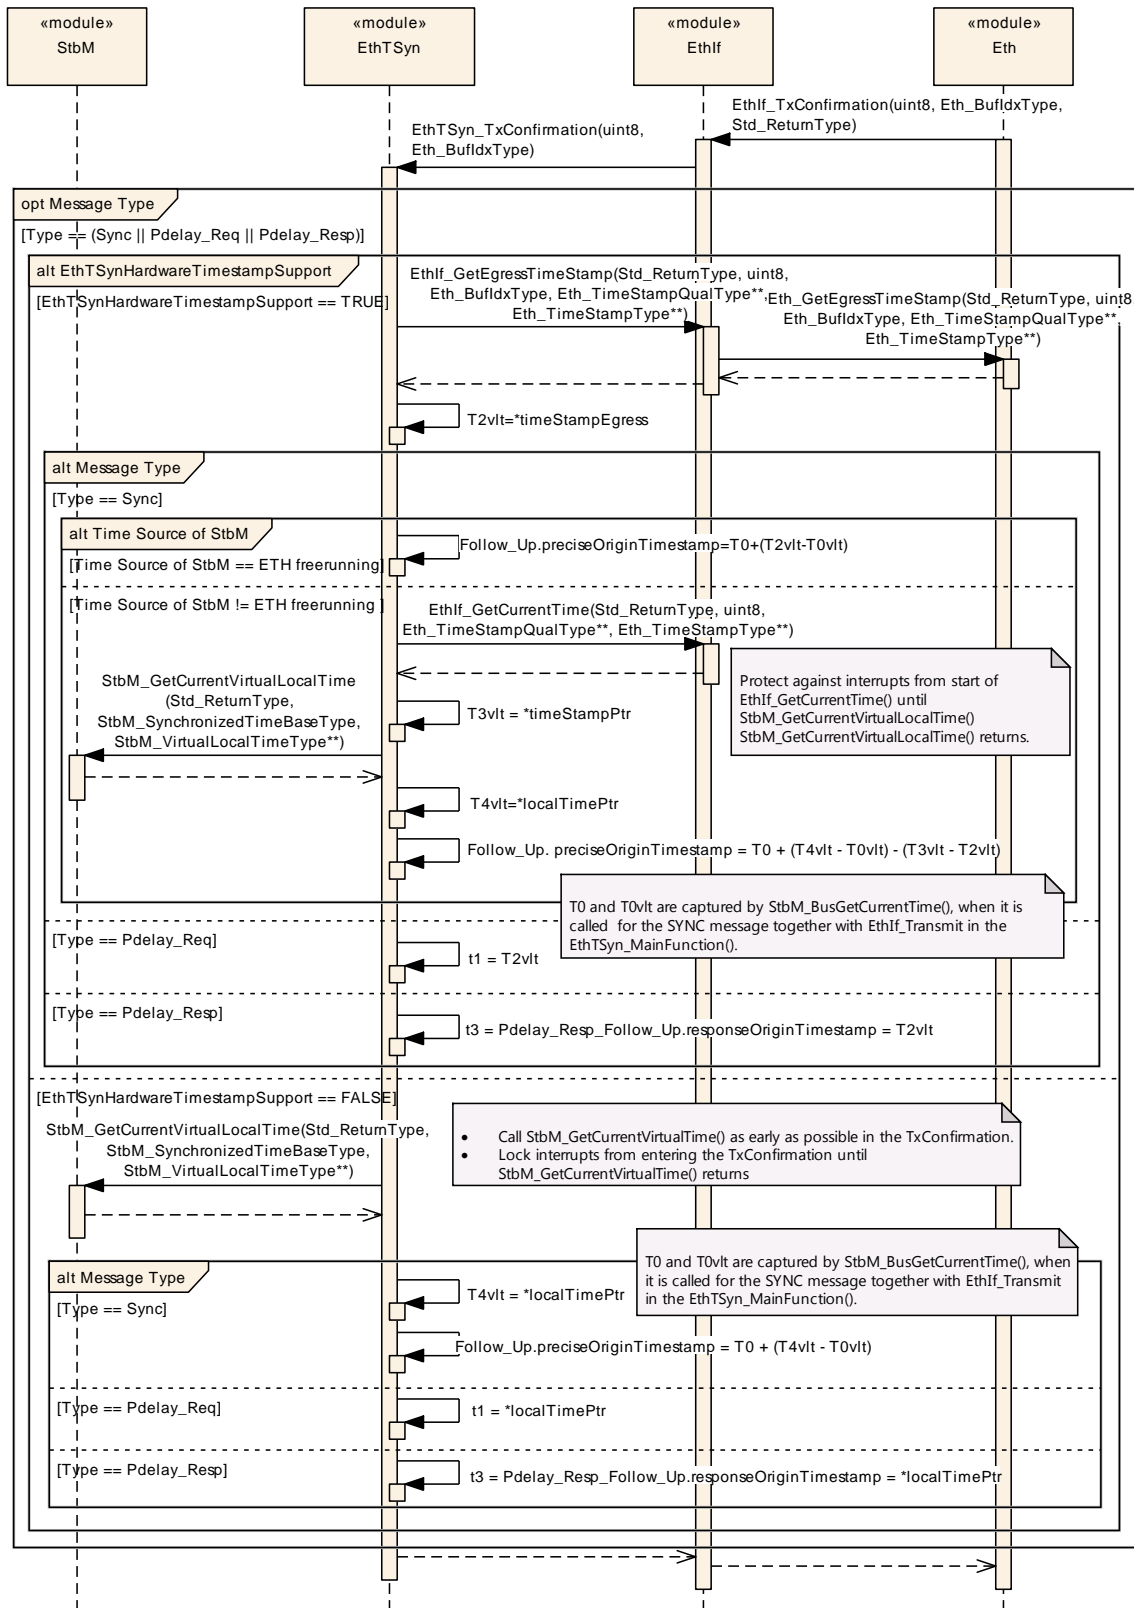 «module»
StbM
«module»
EthTSyn
«module»
EthIf
«module»
Eth
EthIf_TxConfirmation(uint8, Eth_BufIdxType,
Std_ReturnType)
EthTSyn_TxConfirmation(uint8,
Eth_BufIdxType)
opt Message Type
[Type == (Sync || Pdelay_Req || Pdelay_Resp)]
alt EthTSynHardwareTimestampSupport
[EthTSynHardwareTimestampSupport == TRUE]
EthIf_GetEgressTimeStamp(Std_ReturnType, uint8,
Eth_BufIdxType, Eth_TimeStampQualType**,
Eth_TimeStampType**)
Eth_GetEgressTimeStamp(Std_ReturnType, uint8
Eth_BufIdxType, Eth_TimeStampQualType**
Eth_TimeStampType**)
T2vlt=*timeStampEgress
alt Message Type
[Type == Sync]
alt Time Source of StbM
[Time Source of StbM == ETH freerunning]
Follow_Up.preciseOriginTimestamp=T0+(T2vlt-T0vlt)
[Time Source of StbM != ETH freerunning ]
EthIf_GetCurrentTime(Std_ReturnType, uint8,
Eth_TimeStampQualType**, Eth_TimeStampType**)
Protect against interrupts from start of
EthIf_GetCurrentTime() until
StbM_GetCurrentVirtualLocalTime()
StbM_GetCurrentVirtualLocalTime() returns.
T3vlt = *timeStampPtr
StbM_GetCurrentVirtualLocalTime
(Std_ReturnType,
StbM_SynchronizedTimeBaseType,
StbM_VirtualLocalTimeType**)
T4vlt=*localTimePtr
Follow_Up. preciseOriginTimestamp = T0 + (T4vlt - T0vlt) - (T3vlt - T2vlt)
T0 and T0vlt are captured by StbM_BusGetCurrentTime(), when it is
called for the SYNC message together with EthIf_Transmit in the
EthTSyn_MainFunction().
[Type == Pdelay_Req]
t1 = T2vlt
[Type == Pdelay_Resp]
t3 = Pdelay_Resp_Follow_Up.responseOriginTimestamp = T2vlt
[EthTSynHardwareTimestampSupport == FALSE]
StbM_GetCurrentVirtualLocalTime(Std_ReturnType,
StbM_SynchronizedTimeBaseType,
StbM_VirtualLocalTimeType**)
• Call StbM_GetCurrentVirtualTime() as early as possible in the TxConfirmation.
• Lock interrupts from entering the TxConfirmation until
StbM_GetCurrentVirtualTime() returns
T0 and T0vlt are captured by StbM_BusGetCurrentTime(), when
it is called for the SYNC message together with EthIf_Transmit
in the EthTSyn_MainFunction().
alt Message Type
[Type == Sync]
T4vlt = *localTimePtr
Follow_Up.preciseOriginTimestamp = T0 + (T4vlt - T0vlt)
[Type == Pdelay_Req]
t1 = *localTimePtr
[Type == Pdelay_Resp]
t3 = Pdelay_Resp_Follow_Up.responseOriginTimestamp = *localTimePtr